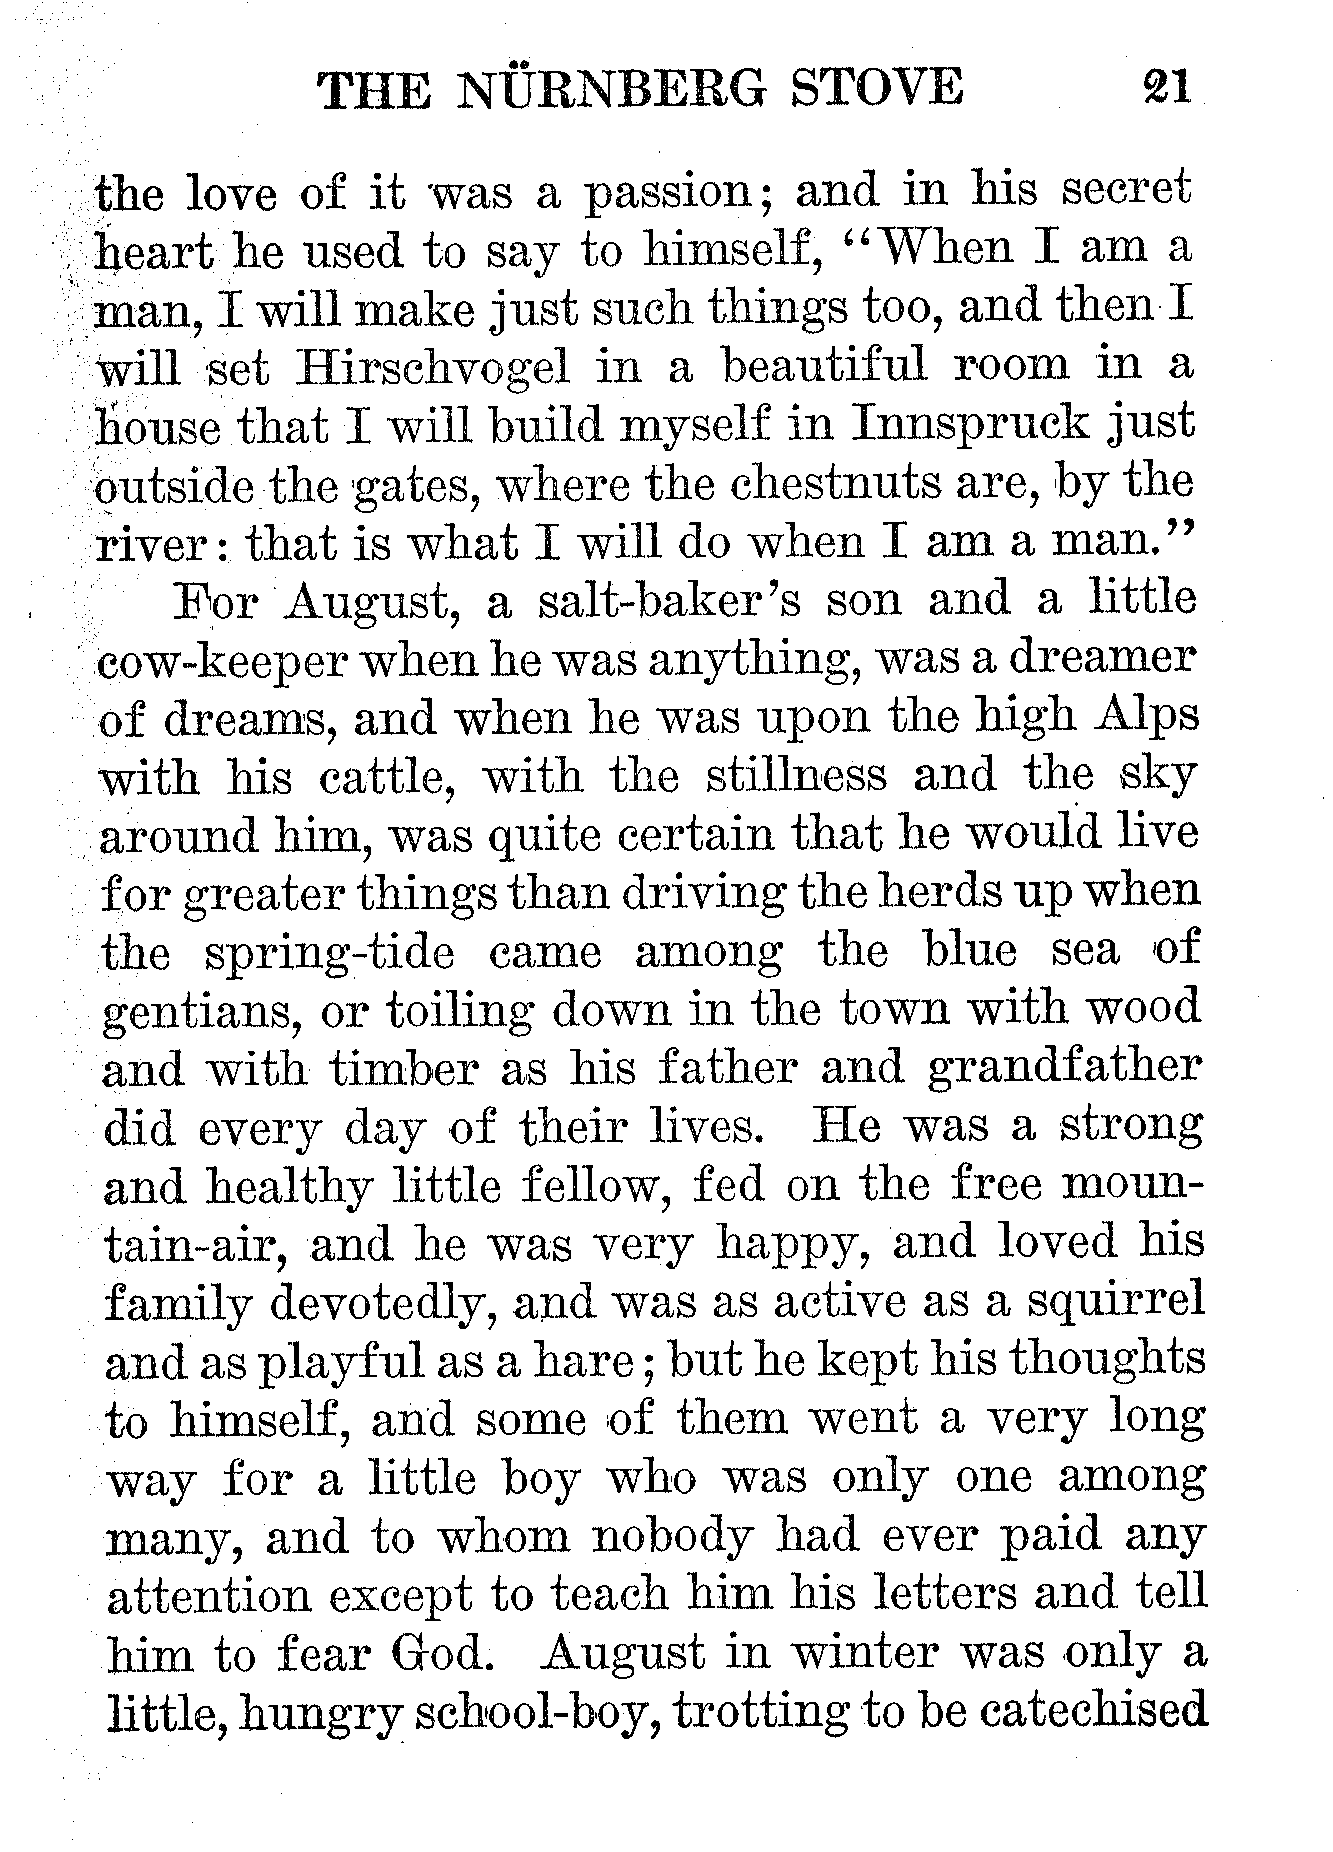 THE NÜRNBERG STOVE 21
the love of it was a passion; and in his secret
heart he used to say to himself, "When I am a
man, I will make just such things too, and then I
will set Hirschvogel in a beautiful room in a
house that I will build myself in Innspruck just
outside the gates, where the chestnuts are, by the
river: that is what I will do when I am a man."
For August, a salt-baker's son and a little
cow-keeper when he was anything, was a dreamer
of dreams, and when he was upon the high Alps
with his cattle, with the stillness and the sky
around him, was quite certain that he would live
for greater things than driving the herds up when
the spring-tide came among the blue sea of
gentians, or toiling down in the town with wood
and with timber as his father and grandfather
did every day of their lives. He was a strong
and healthy little fellow, fed on the free moun-
tain-air, and he was very happy, and loved his
family devotedly, and was as active as a squirrel
and as playful as a hare; but he kept his thoughts
to himself, and some of them went a very long
way for a little boy who was only one among
many, and to whom nobody had ever paid any
attention except to teach him his letters and tell
him to fear God. August in winter was only a
little, hungry school-boy, trotting to be catechised